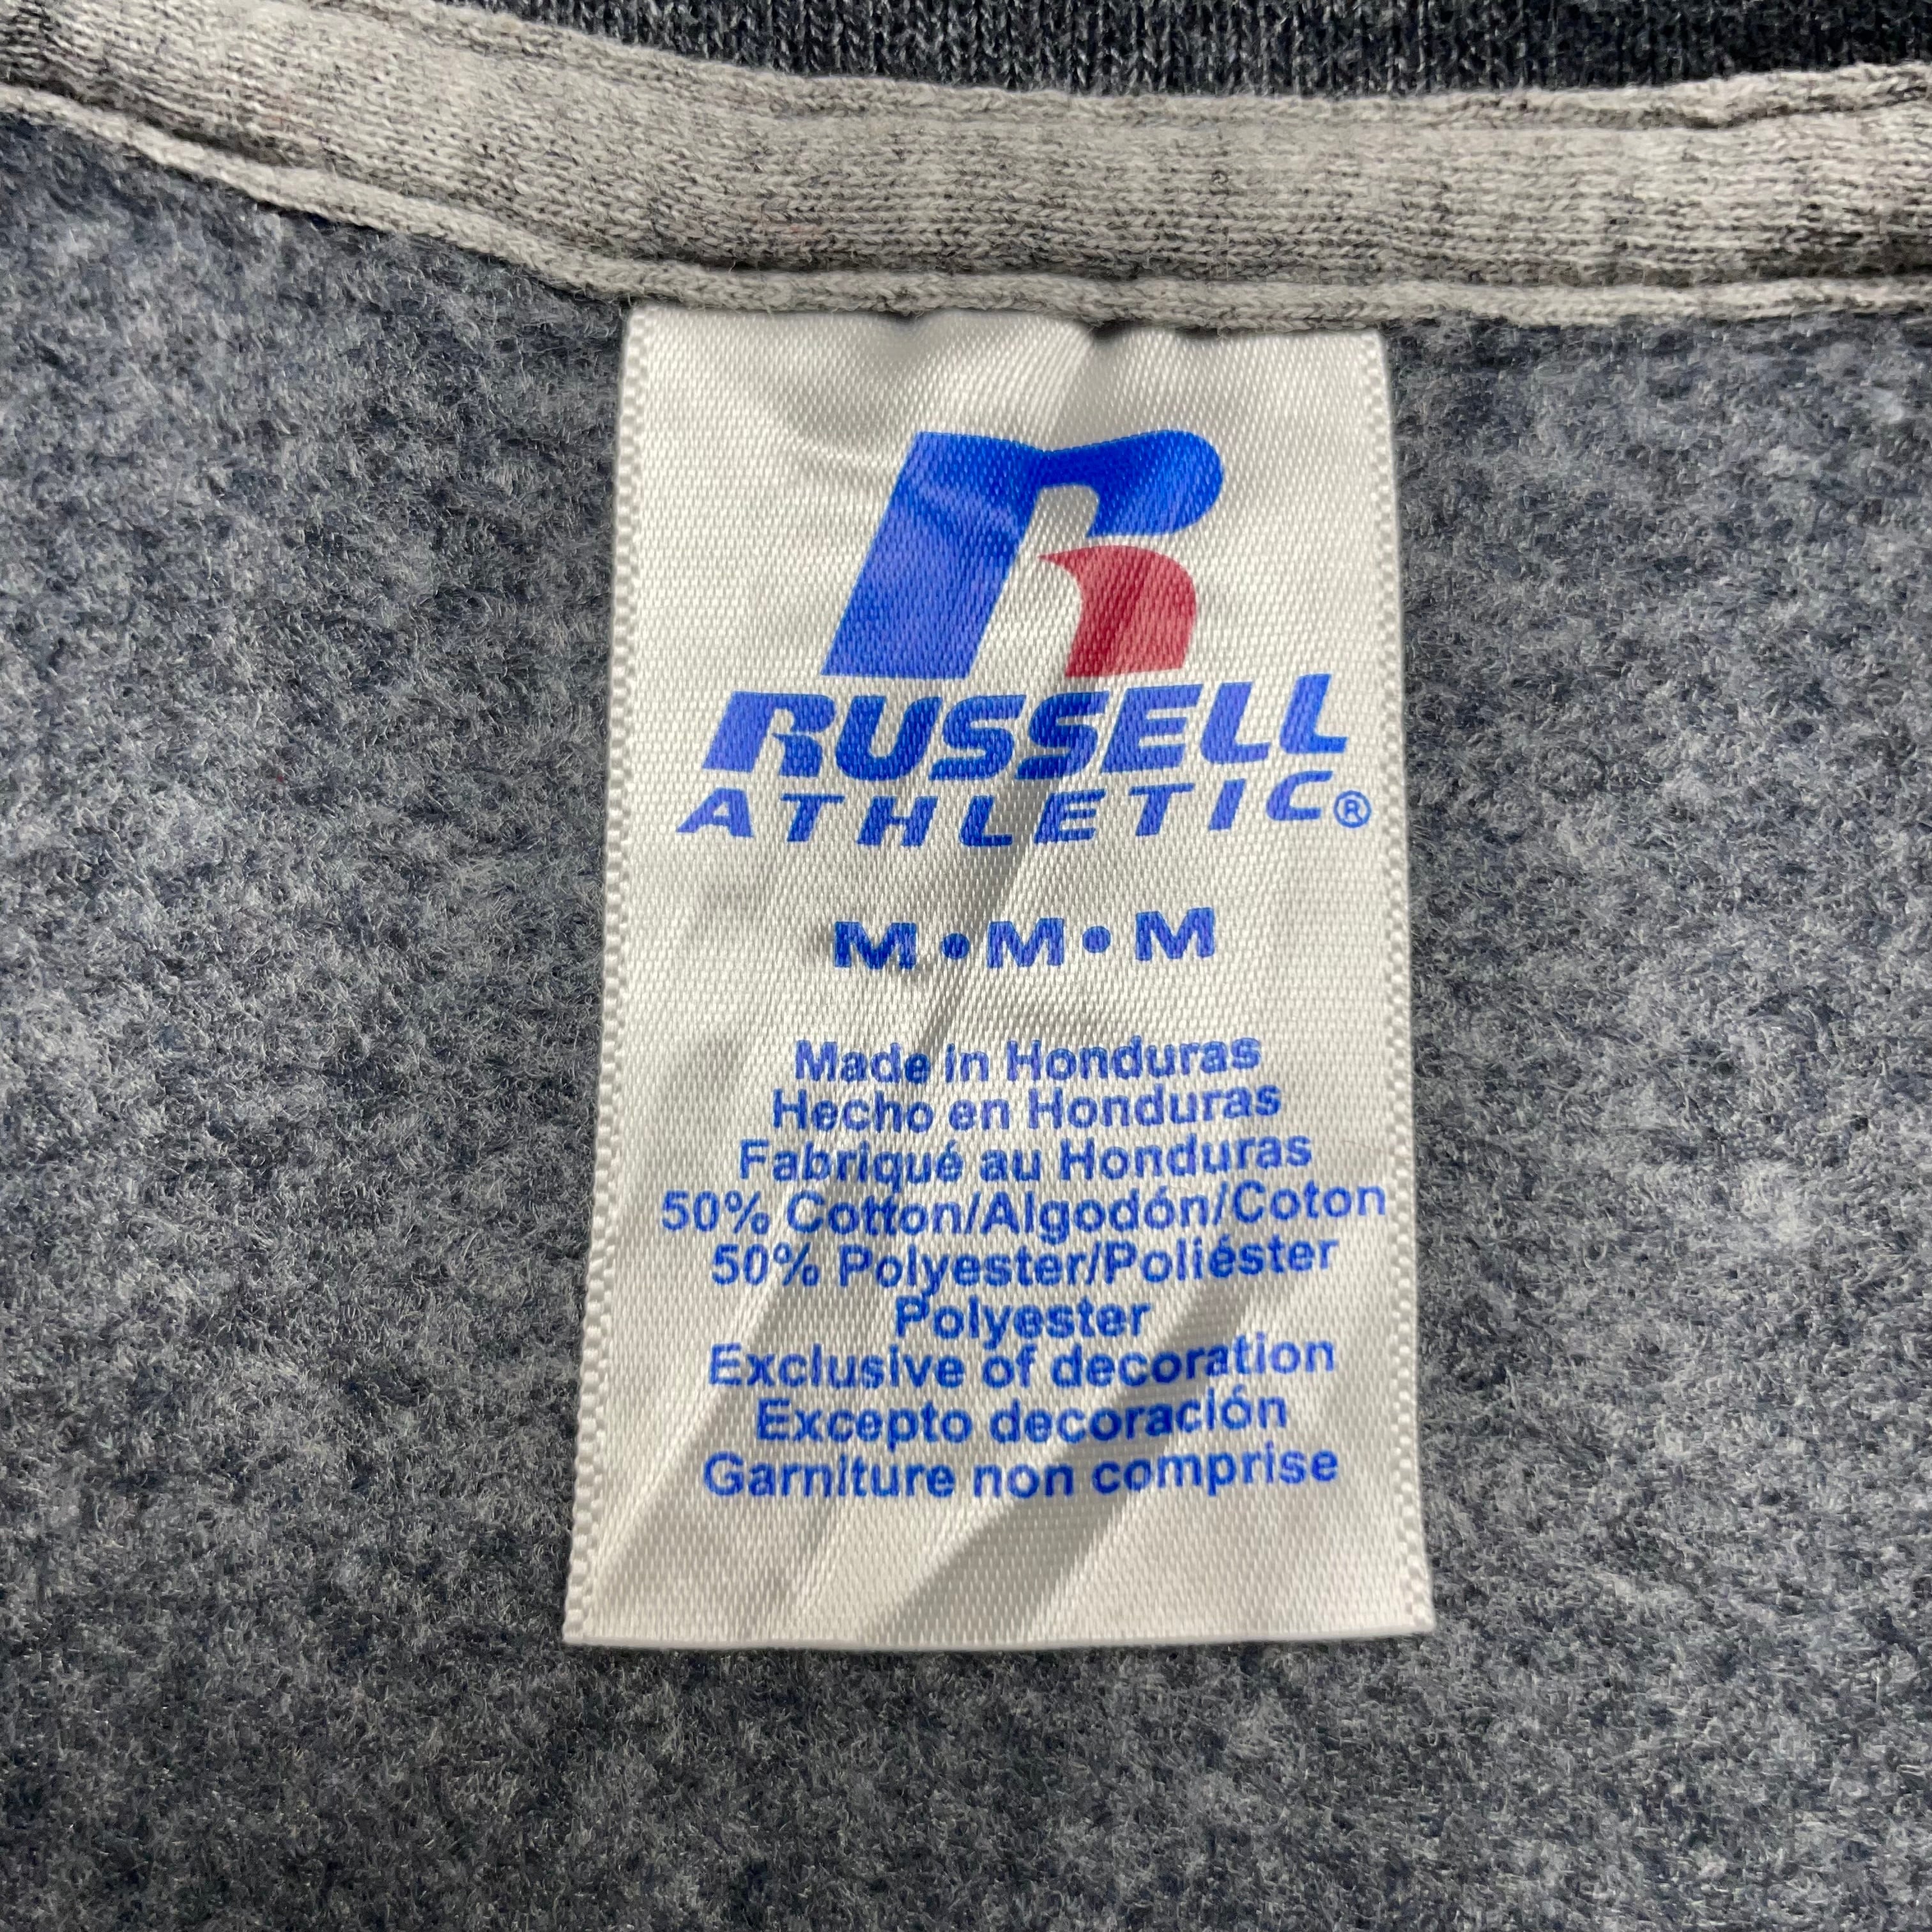 RUSSELL
ATHLETIC®
M•M•M
Made in Honduras
Hecho en Honduras
Fabriqué au Honduras
50% Cotton/Algodón/Coton
50% Polyester/Poliéster
Polyester
Exclusive of decoration
Excepto decoración
Garniture non comprise